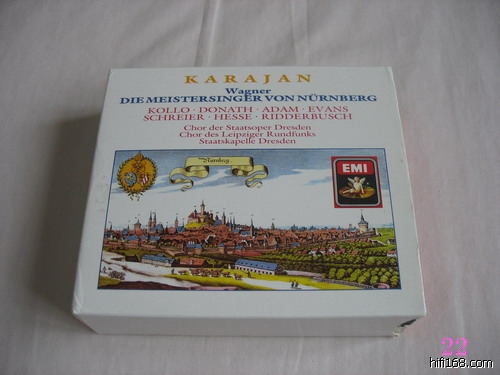 KARAJAN
Wagner
DIE MEISTERSINGER VON NÜRNBERG
KOLLO · DONATH · ADAM · EVANS
SCHREIER · HESSE · RIDDERBUSCH
Chor der Staatsoper Dresden
Chor des Leipziger Rundfunks
Staatskapelle Dresden
Nürnberg
EMI
22
hifi168.com